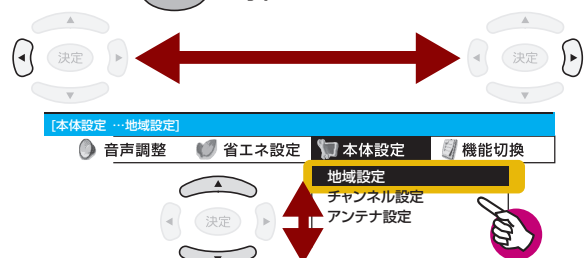 決定 決定
[本体設定 …地域設定]
音声調整 省エネ設定 本体設定 機能切換
地域設定
チャンネル設定
アンテナ設定
決定